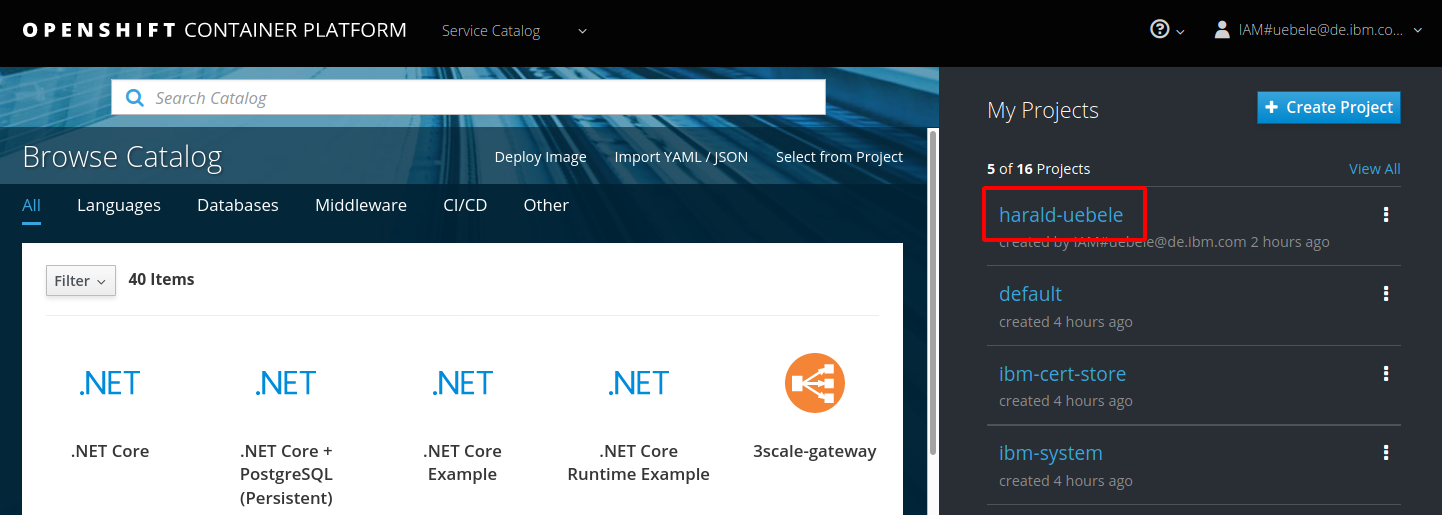 OPENSHIFT CONTAINER PLATFORM
Service Catalog
IAM#uebele@de.ibm.co...
Search Catalog
Browse Catalog
Deploy Image
Import YAML / JSON
Select from Project
All
Languages
Databases
Middleware
CI/CD
Other
Filter
40 Items
.NET
.NET
.NET
.NET
.NET Core
.NET Core +
PostgreSQL
(Persistent)
.NET Core
Example
.NET Core
Runtime Example
3scale-gateway
My Projects
+ Create Project
5 of 16 Projects
View All
harald-uebele
created by IAM#uebele@de.ibm.com 2 hours ago
default
created 4 hours ago
ibm-cert-store
created 4 hours ago
ibm-system
created 4 hours ago